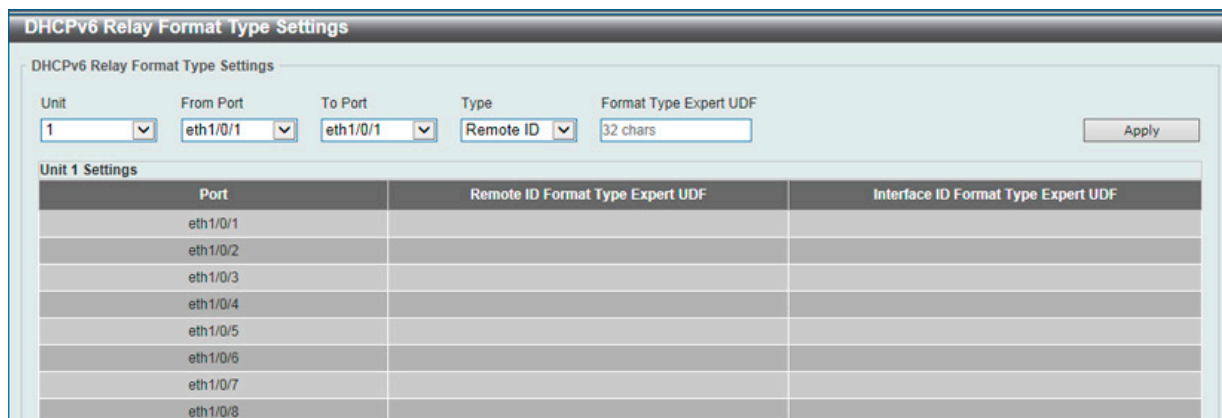 DHCPv6 Relay Format Type Settings
DHCPv6 Relay Format Type Settings
Unit From Port To Port Type Format Type Expert UDF
1 eth1/0/1 eth1/0/1 Remote ID 32 chars Apply
Unit 1 Settings
Port Remote ID Format Type Expert UDF Interface ID Format Type Expert UDF
eth1/0/1
eth1/0/2
eth1/0/3
eth1/0/4
eth1/0/5
eth1/0/6
eth1/0/7
eth1/0/8